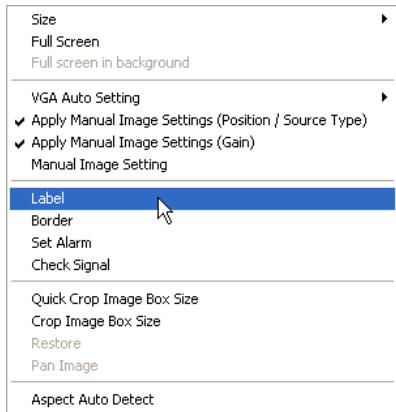 Size
Full Screen
Full screen in background
VGA Auto Setting
Apply Manual Image Settings (Position / Source Type)
Apply Manual Image Settings (Gain)
Manual Image Setting
Label
Border
Set Alarm
Check Signal
Quick Crop Image Box Size
Crop Image Box Size
Restore
Pan Image
Aspect Auto Detect